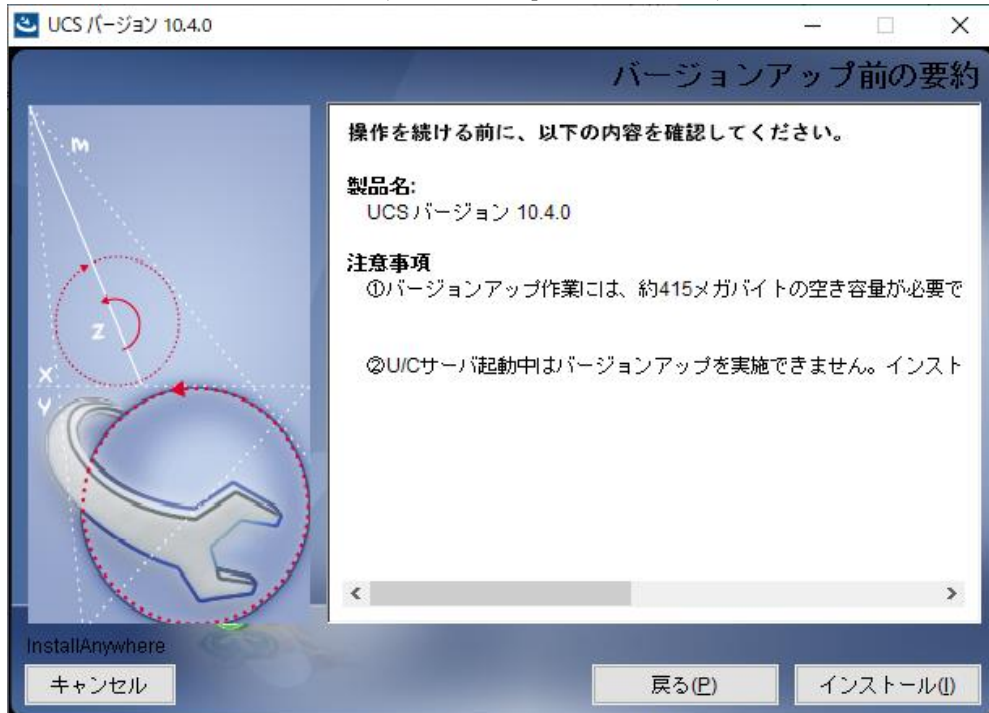 UCS バージョン 10.4.0
バージョンアップ前の要約
操作を続ける前に、以下の内容を確認してください。
製品名:
UCS バージョン 10.4.0
注意事項
①バージョンアップ作業には、約415メガバイトの空き容量が必要で
②U/Cサーバ起動中はバージョンアップを実施できません。インスト
M
Z
X
Y
InstallAnywhere
キャンセル
戻る(P)
インストール(I)